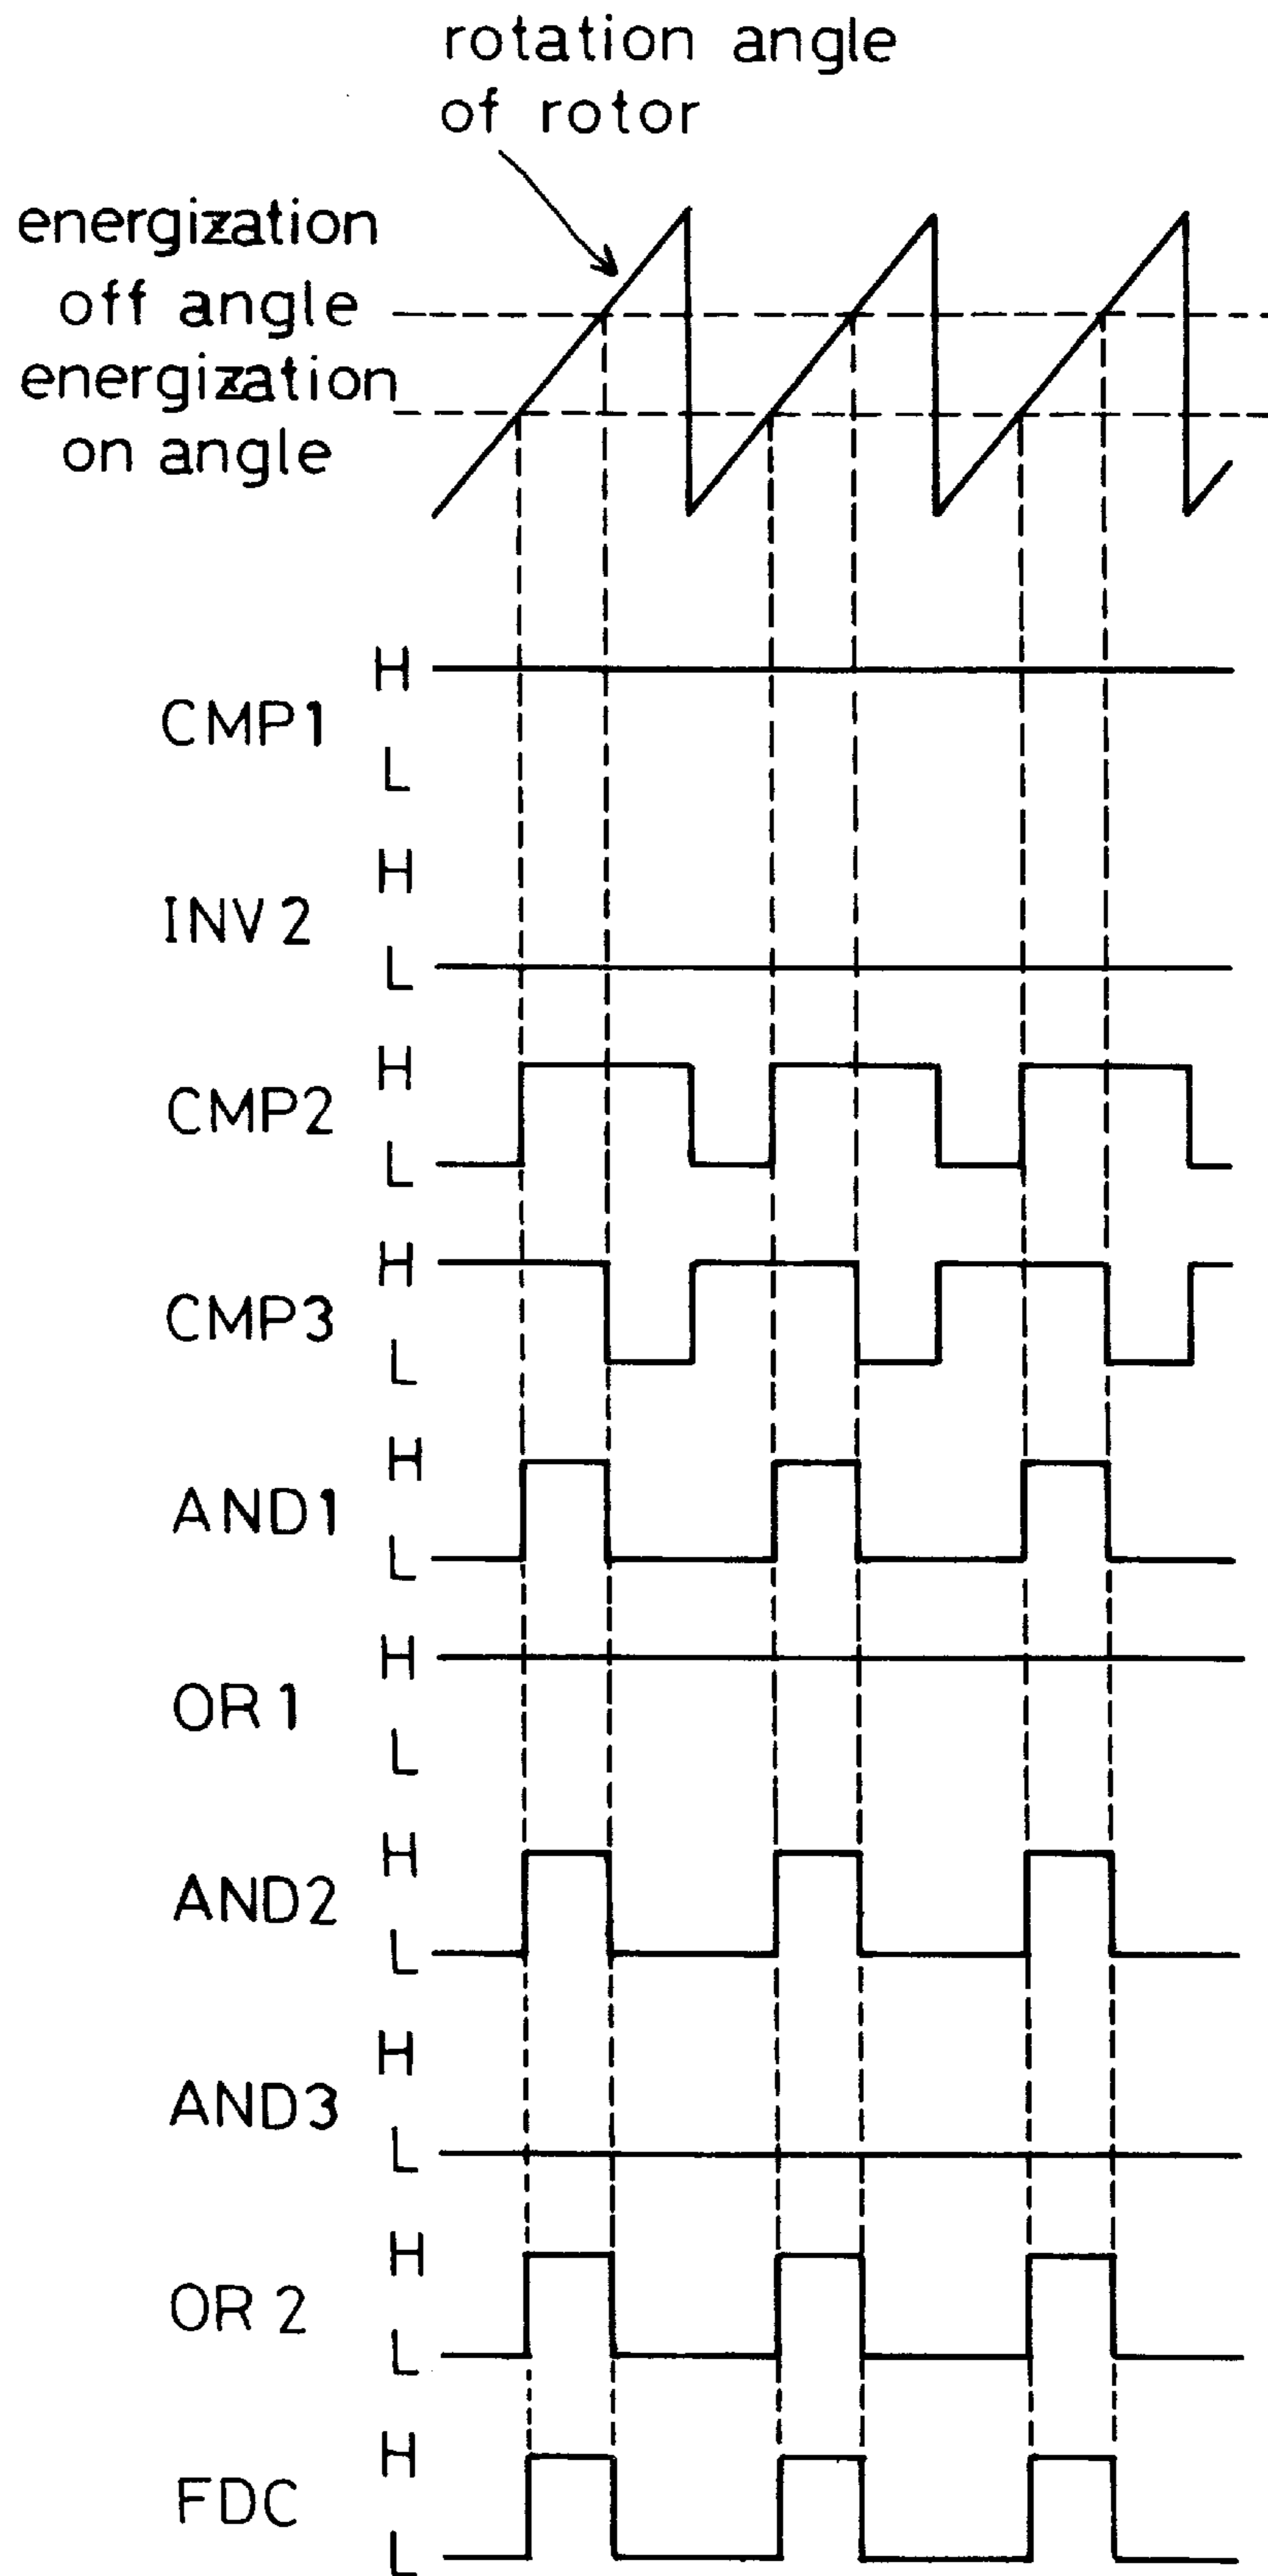 rotation angle
of rotor
energization
off angle
energization
on angle
H
CMP1
L
H
INV2
L
H
CMP2
L
H
CMP3
L
H
AND1
L
H
OR1
L
H
AND2
L
H
AND3
L
H
OR2
L
H
FDC
L